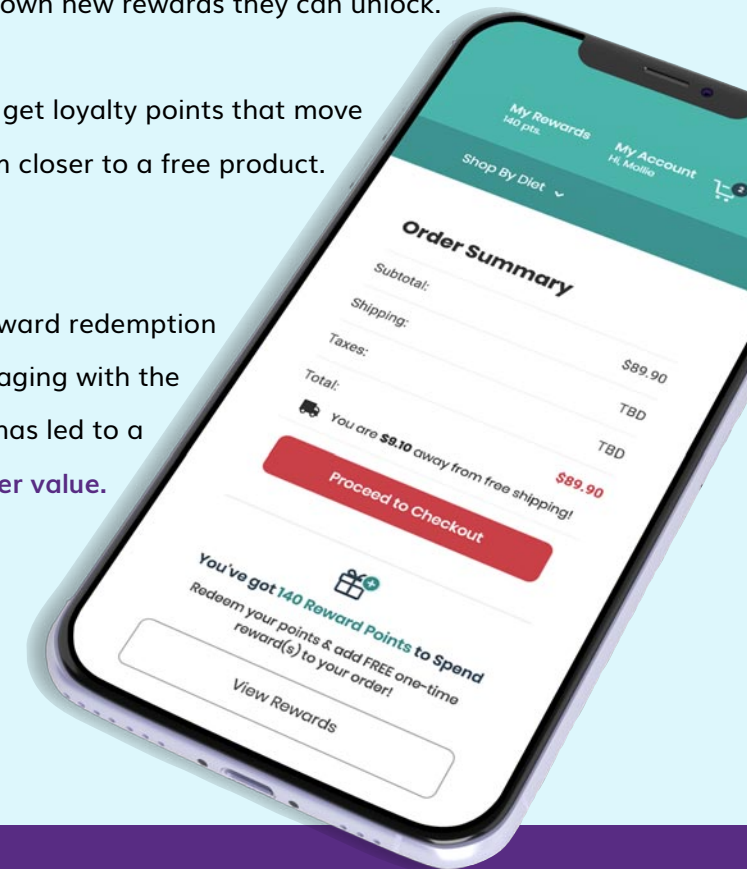 own new rewards they can unlock.
get loyalty points that move
closer to a free product.
ward redemption
aging with the
has led to a
er value.
My Rewards
140 pts.
My Account
Hi, Mollie
2
Shop By Diet
Order Summary
Subtotal: $89.90
Shipping: TBD
Taxes: TBD
Total: $89.90
You are $9.10 away from free shipping!
Proceed to Checkout
You've got 140 Reward Points to Spend
Redeem your points & add FREE one-time
reward(s) to your order!
View Rewards